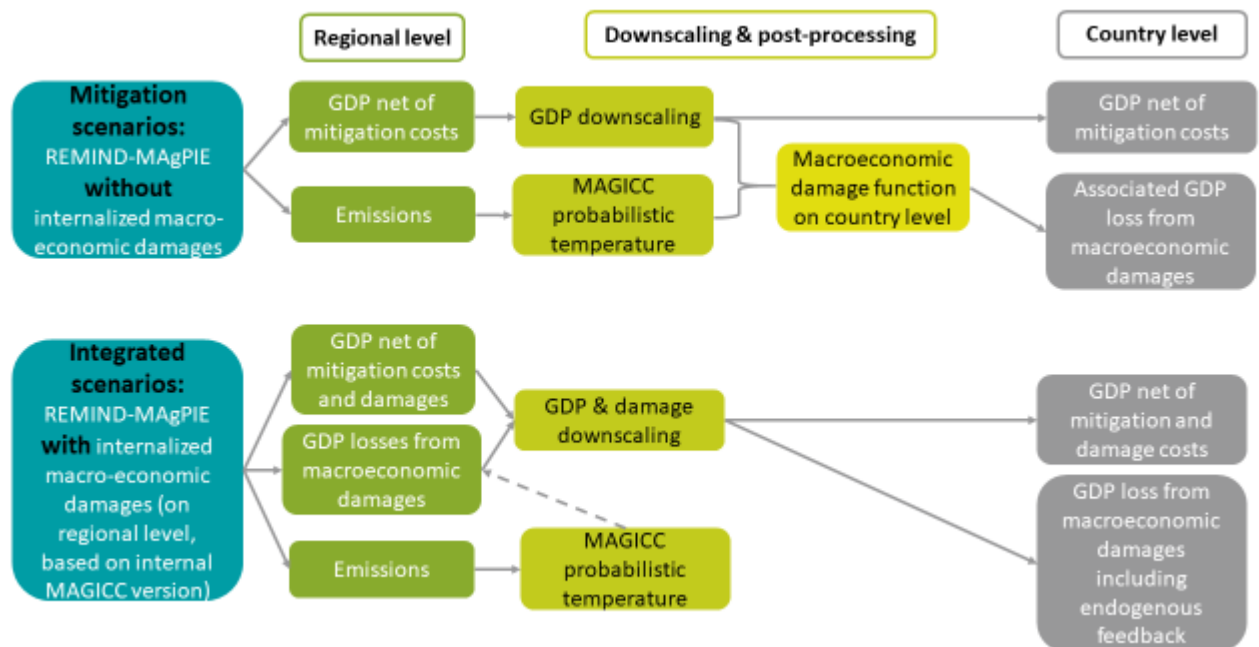 Regional level
Downscaling & post-processing
Country level
Mitigation
scenarios:
REMIND-MAgPIE
without
internalized macro-
economic damages
GDP net of
mitigation costs
Emissions
GDP downscaling
MAGICC
probabilistic
temperature
Macroeconomic
damage function
on country level
GDP net of
mitigation costs
Associated GDP
loss from
macroeconomic
damages
Integrated
scenarios:
REMIND-MAgPIE
with internalized
macro-economic
damages (on
regional level,
based on internal
MAGICC version)
GDP net of
mitigation costs
and damages
GDP losses from
macroeconomic
damages
Emissions
GDP & damage
downscaling
MAGICC
probabilistic
temperature
GDP net of
mitigation and
damage costs
GDP loss from
macroeconomic
damages
including
endogenous
feedback